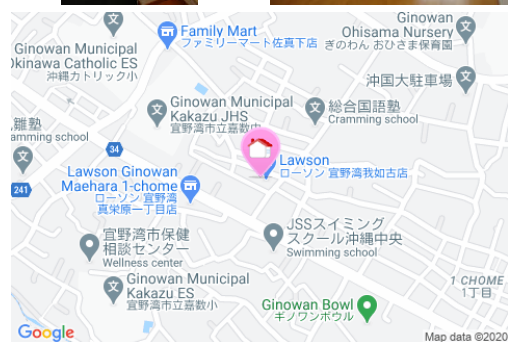 Family Mart
ファミリーマート佐真下店
Ginowan
Ohisama Nursery
ぎのわん おひさま保育園
Ginowan Municipal
Okinawa Catholic ES
沖縄カトリック小
沖国大駐車場
Ginowan Municipal
Kakazu JHS
宜野湾市立嘉数中
総合国語塾
Cramming school
雛塾
amming school
34
Lawson
ローソン 宜野湾我如古店
Lawson Ginowan
Maehara 1-chome
ローソン 宜野湾
真栄原一丁目店
241
JSSスイミング
スクール沖縄中央
Swimming school
宜野湾市保健
相談センター
Wellness center
Ginowan Municipal
Kakazu ES
宜野湾市立嘉数小
1 CHOME
1丁目
Ginowan Bowl
ギノワンボウル
Google
Map data ©2020